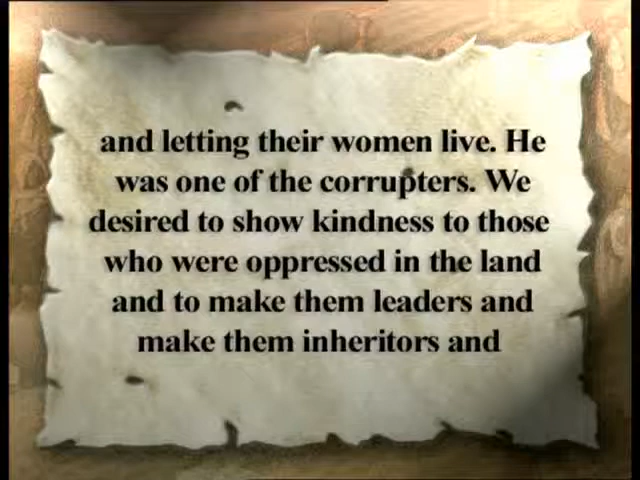 and letting their women live. He
was one of the corrupters. We
desired to show kindness to those
who were oppressed in the land
and to make them leaders and
make them inheritors and